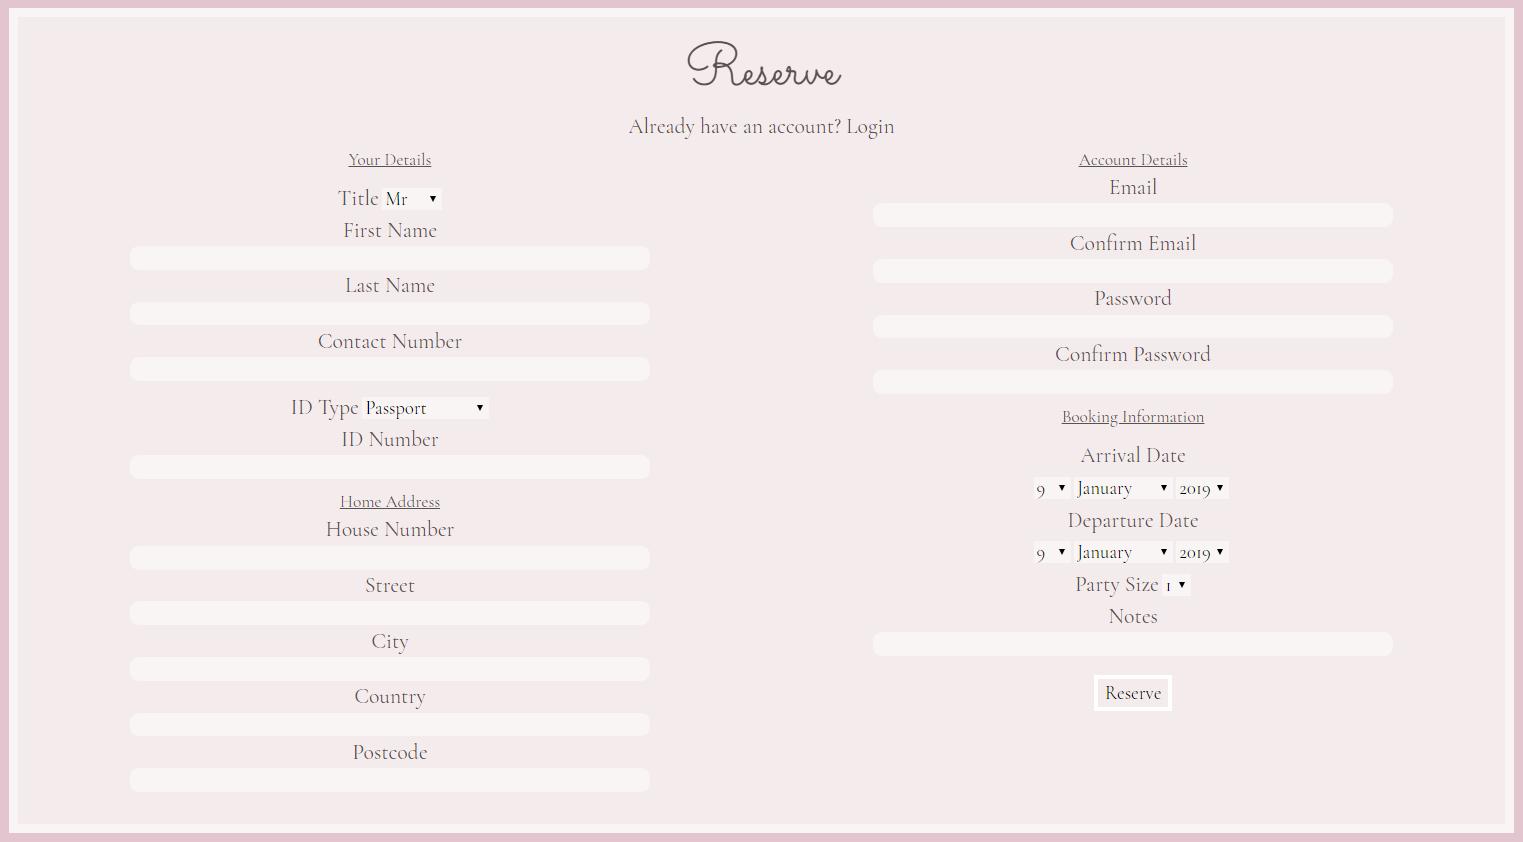 Reserve
Already have an account? Login
Your Details
Title Mr
First Name
Last Name
Contact Number
ID Type Passport
ID Number
Home Address
House Number
Street
City
Country
Postcode
Account Details
Email
Confirm Email
Password
Confirm Password
Booking Information
Arrival Date
9 January 2019
Departure Date
9 January 2019
Party Size 1
Notes
Reserve